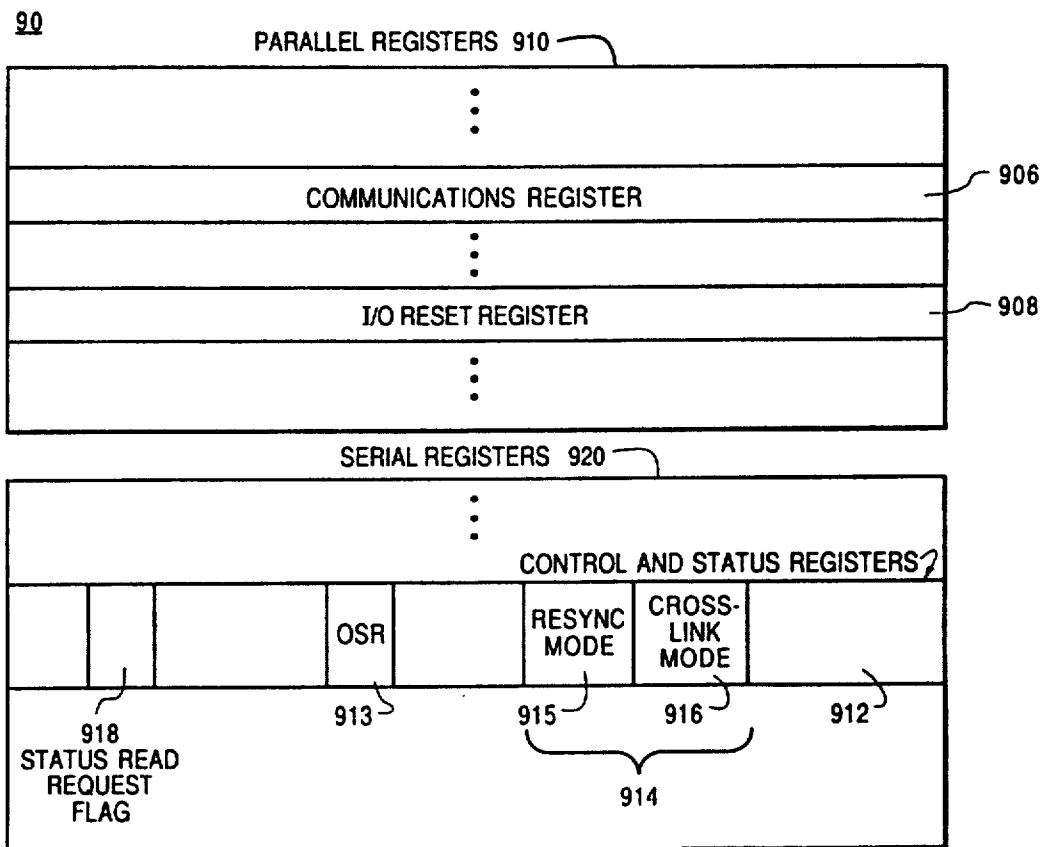 90
PARALLEL REGISTERS 910
COMMUNICATIONS REGISTER
906
I/O RESET REGISTER
908
SERIAL REGISTERS 920
CONTROL AND STATUS REGISTERS
OSR
RESYNC
MODE
CROSS-
LINK
MODE
918
STATUS READ
REQUEST
FLAG
913
915
916
912
914